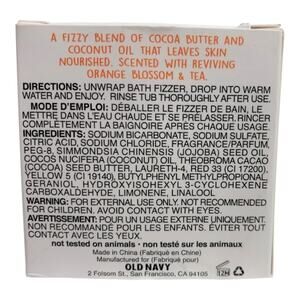 A FIZZY BLEND OF COCOA BUTTER AND
COCONUT OIL THAT LEAVES SKIN
NOURISHED. SCENTED WITH REVIVING
ORANGE BLOSSOM & TEA.
DIRECTIONS: UNWRAP BATH FIZZER, DROP INTO WARM
WATER AND ENJOY. RINSE TUB THOROUGHLY AFTER USE.
MODE D'EMPLOI: DÉBALLER LE FIZZER DE BAIN, LE
METTRE DANS L'EAU CHAUDE ET SE PRÉLASSER. RINCER
COMPLÈTEMENT LA BAIGNOIRE APRÈS CHAQUE USAGE.
INGREDIENTS: SODIUM BICARBONATE, SODIUM SULFATE,
CITRIC ACID, SODIUM CHLORIDE, FRAGRANCE/PARFUM,
PEG-8, SIMMONDSIA CHINENSIS (JOJOBA) SEED OIL,
COCOS NUCIFERA (COCONUT) OIL, THEOBROMA CACAO
(COCOA) SEED BUTTER, LAURETH-4, RED 33 (CI 17200),
YELLOW 5 (CI 19140), BUTYLPHENYL METHYLPROPIONAL,
GERANIOL, HYDROXYISOHEXYL 3-CYCLOHEXENE
CARBOXALDEHYDE, LIMONENE, LINALOOL
WARNING: FOR EXTERNAL USE ONLY. NOT RECOMMENDED
FOR CHILDREN. AVOID CONTACT WITH EYES.
AVERTISSEMENT: POUR UN USAGE EXTERNE UNIQUEMENT.
NON RECOMMANDÉ POUR LES ENFANTS. ÉVITER TOUT
CONTACT AVEC LES YEUX.
not tested on animals • non testé sur les animaux
Made in China (Fabriqué en Chine)
Manufactured for (Fabriqué pour)
OLD NAVY
2 Folsom St., San Francisco, CA 94105
12M